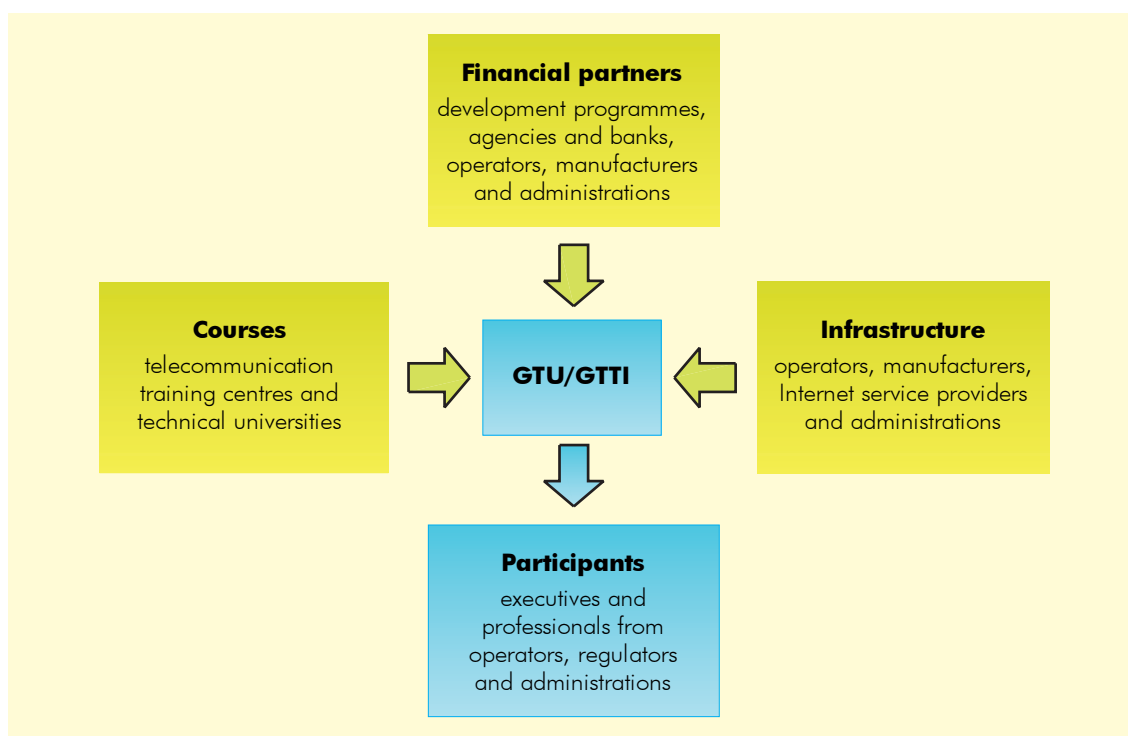 Financial partners
development programmes,
agencies and banks,
operators, manufacturers
and administrations
Courses
telecommunication
training centres and
technical universities
GTU/GTTI
Infrastructure
operators, manufacturers,
Internet service providers
and administrations
Participants
executives and
professionals from
operators, regulators
and administrations